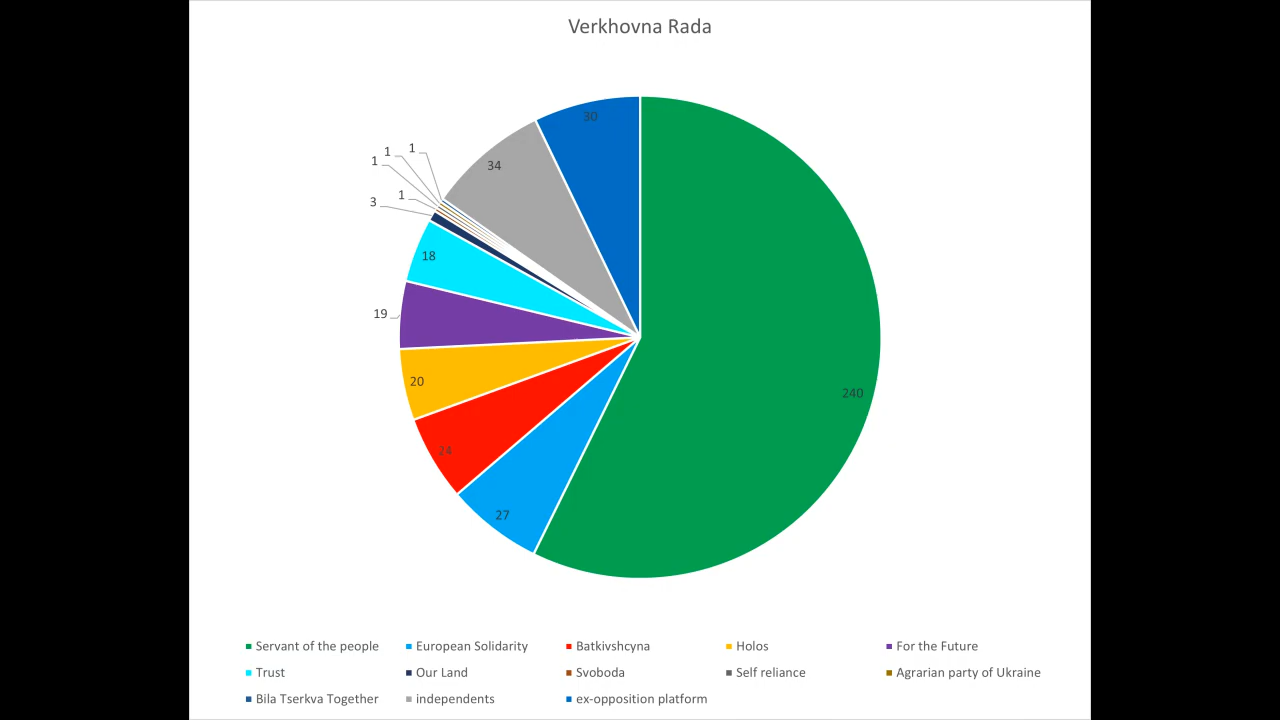 Verkhovna Rada
30
34
1
1
1
1
3
18
19
20
240
24
27
Servant of the people
European Solidarity
Batkivshcyna
Holos
For the Future
Trust
Our Land
Svoboda
Self reliance
Agrarian party of Ukraine
Bila Tserkva Together
independents
ex-opposition platform